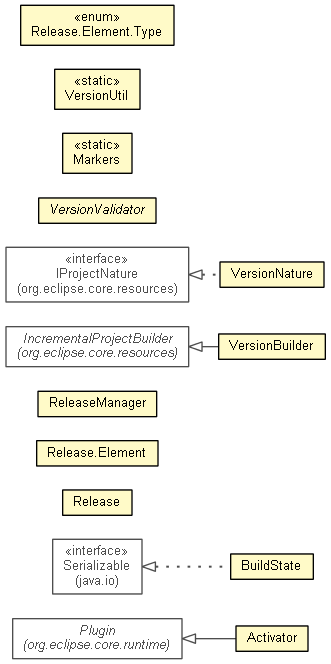 «enum»
Release.Element.Type
«static»
VersionUtil
«static»
Markers
VersionValidator
«interface»
IProjectNature
(org.eclipse.core.resources)
VersionNature
IncrementalProjectBuilder
(org.eclipse.core.resources)
VersionBuilder
ReleaseManager
Release.Element
Release
«interface»
Serializable
(java.io)
BuildState
Plugin
(org.eclipse.core.runtime)
Activator